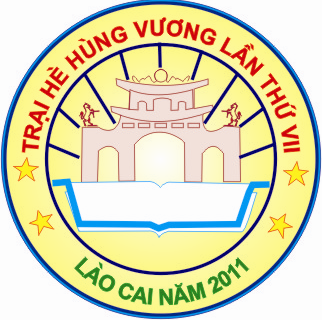 TRẠI HÈ HÙNG VƯƠNG LẦN THỨ VII
LÀO CAI NĂM 2011